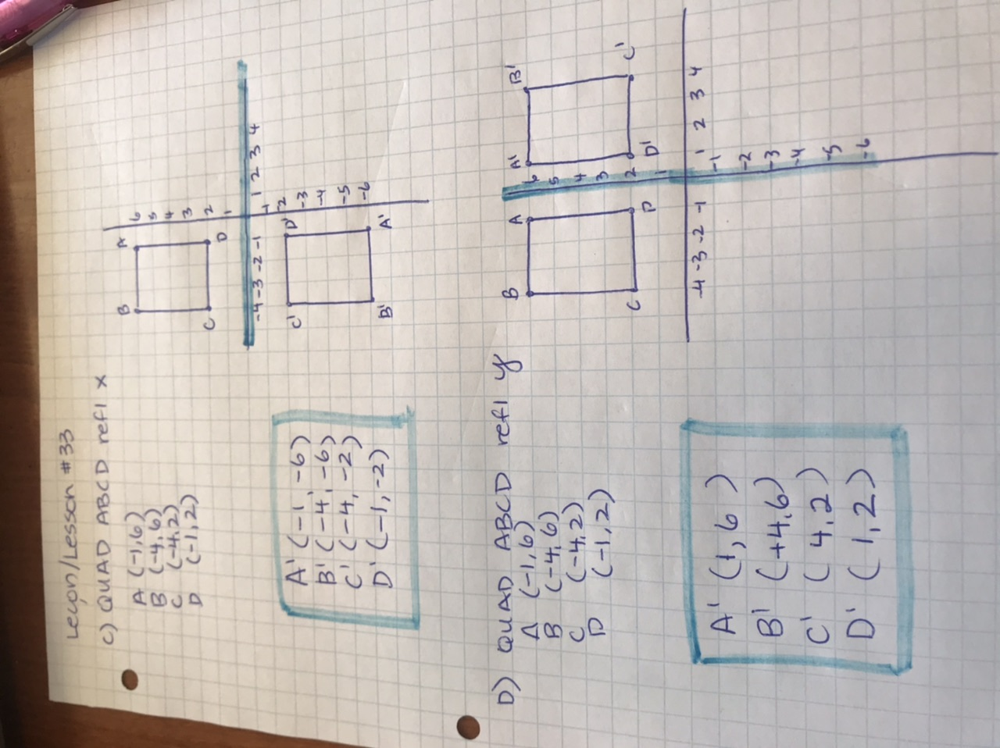 Leçon/Lesson #33
C) QUAD ABCD refl x
A (-1,6)
B (-4,6)
C (-4,2)
D (-1,2)
A' (-1, -6)
B' (-4, -6)
C' (-4, -2)
D' (-1, -2)
B A
6
5
4
3
2
C D
1
-4 -3 -2 -1 1 2 3 4
-1
-2
C' D'
-3
-4
-5
-6
B' A'
D) QUAD ABCD refl y
A (-1,6)
B (-4,6)
C (-4,2)
D (-1,2)
A' (1,6)
B' (+4,6)
C' (4,2)
D' (1,2)
B A A' B'
6
5
4
3
2
C D D' C'
1
-4 -3 -2 -1 1 2 3 4
-1
-2
-3
-4
-5
-6